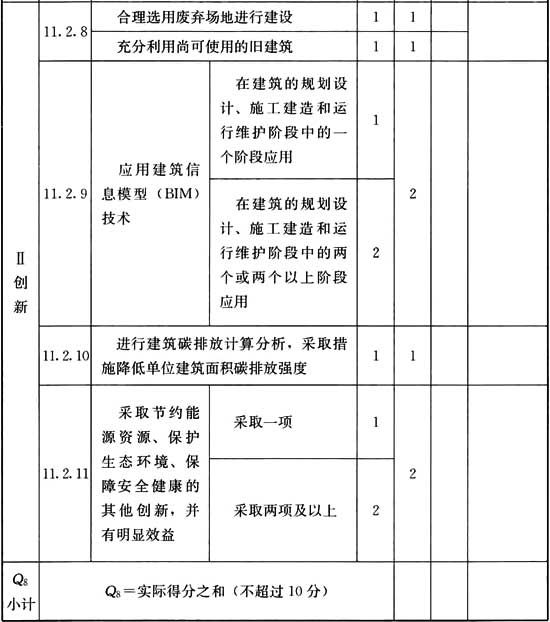 11.2.8
合理选用废弃场地进行建设
1
1
充分利用尚可使用的旧建筑
1
1
Ⅱ
创
新
11.2.9
应用建筑信
息模型（BIM）
技术
在建筑的规划设
计、施工建造和运
行维护阶段中的一
个阶段应用
1
在建筑的规划设
计、施工建造和运
行维护阶段中的两
个或两个以上阶段
应用
2
2
11.2.10
进行建筑碳排放计算分析，采取措
施降低单位建筑面积碳排放强度
1
1
11.2.11
采取节约能
源资源、保护
生态环境、保
障安全健康的
其他创新，并
有明显效益
采取一项
1
采取两项及以上
2
2
Q₈
小计
Q₈＝实际得分之和（不超过10分）